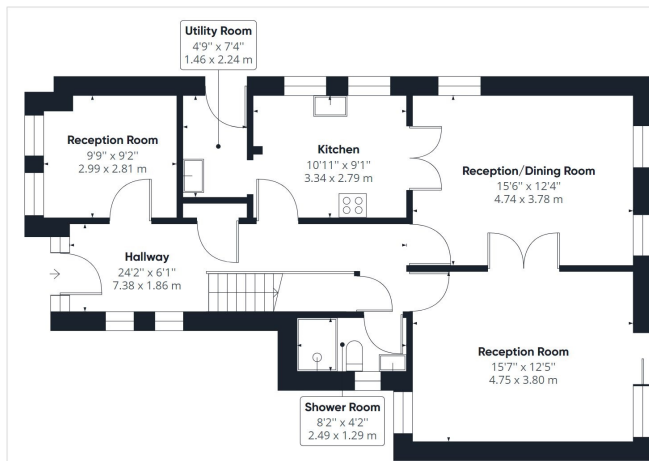 Utility Room
4'9" x 7'4"
1.46 x 2.24 m
Reception Room
9'9" x 9'2"
2.99 x 2.81 m
Kitchen
10'11" x 9'1"
3.34 x 2.79 m
Reception/Dining Room
15'6" x 12'4"
4.74 x 3.78 m
Hallway
24'2" x 6'1"
7.38 x 1.86 m
Reception Room
15'7" x 12'5"
4.75 x 3.80 m
Shower Room
8'2" x 4'2"
2.49 x 1.29 m